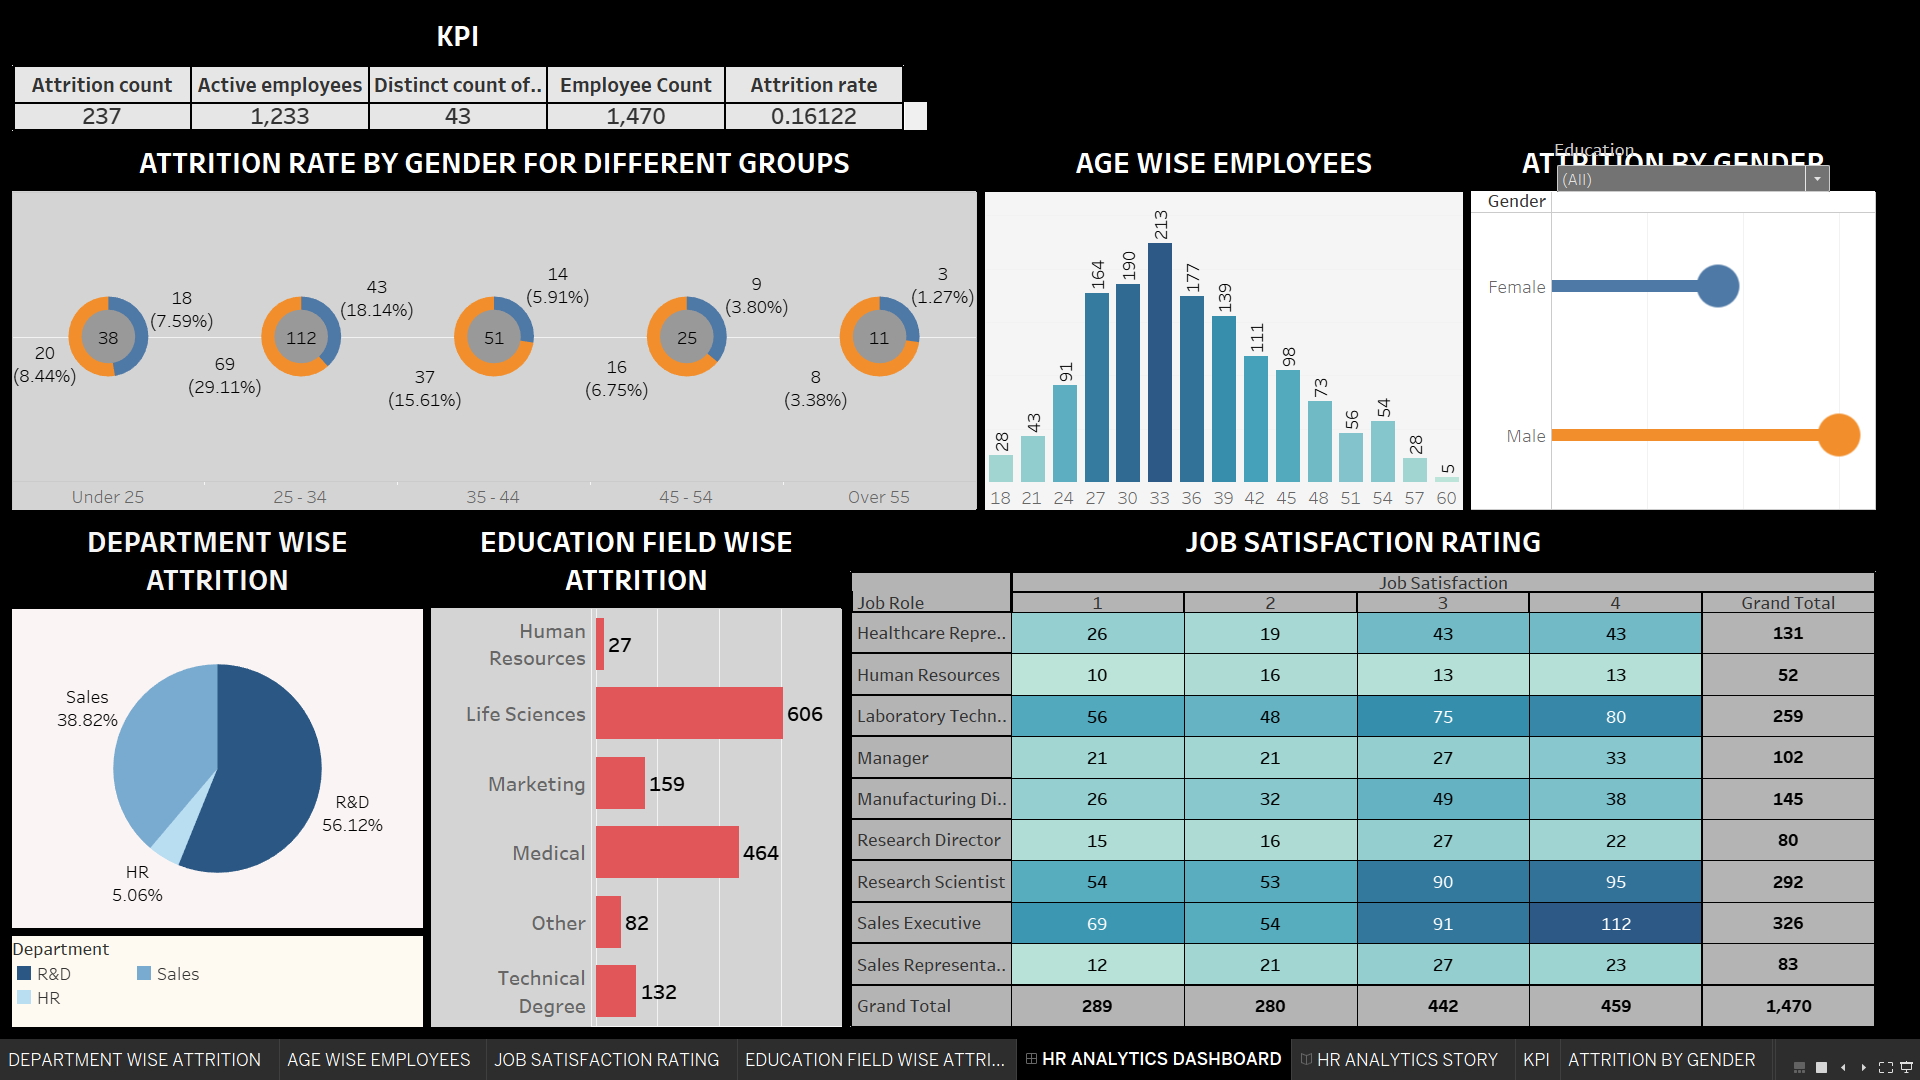 KPI
Attrition count Active employees Distinct count of.. Employee Count Attrition rate
237 1,233 43 1,470 0.16122
ATTRITION RATE BY GENDER FOR DIFFERENT GROUPS
38
18
(7.59%)
20
(8.44%)
112
43
(18.14%)
69
(29.11%)
51
14
(5.91%)
37
(15.61%)
25
9
(3.80%)
16
(6.75%)
11
3
(1.27%)
8
(3.38%)
Under 25 25 - 34 35 - 44 45 - 54 Over 55
AGE WISE EMPLOYEES
28 43 91 164 190 213 177 139 111 98 73 56 54 28 5
18 21 24 27 30 33 36 39 42 45 48 51 54 57 60
ATTRITION BY GENDER
Education
(All)
Gender
Female
Male
DEPARTMENT WISE
ATTRITION
Sales
38.82%
R&D
56.12%
HR
5.06%
Department
R&D Sales
HR
EDUCATION FIELD WISE
ATTRITION
Human
Resources 27
Life Sciences 606
Marketing 159
Medical 464
Other 82
Technical
Degree 132
JOB SATISFACTION RATING
Job Satisfaction
Job Role 1 2 3 4 Grand Total
Healthcare Repre.. 26 19 43 43 131
Human Resources 10 16 13 13 52
Laboratory Techn.. 56 48 75 80 259
Manager 21 21 27 33 102
Manufacturing Di.. 26 32 49 38 145
Research Director 15 16 27 22 80
Research Scientist 54 53 90 95 292
Sales Executive 69 54 91 112 326
Sales Representa.. 12 21 27 23 83
Grand Total 289 280 442 459 1,470
DEPARTMENT WISE ATTRITION AGE WISE EMPLOYEES JOB SATISFACTION RATING EDUCATION FIELD WISE ATTRI... HR ANALYTICS DASHBOARD HR ANALYTICS STORY KPI ATTRITION BY GENDER